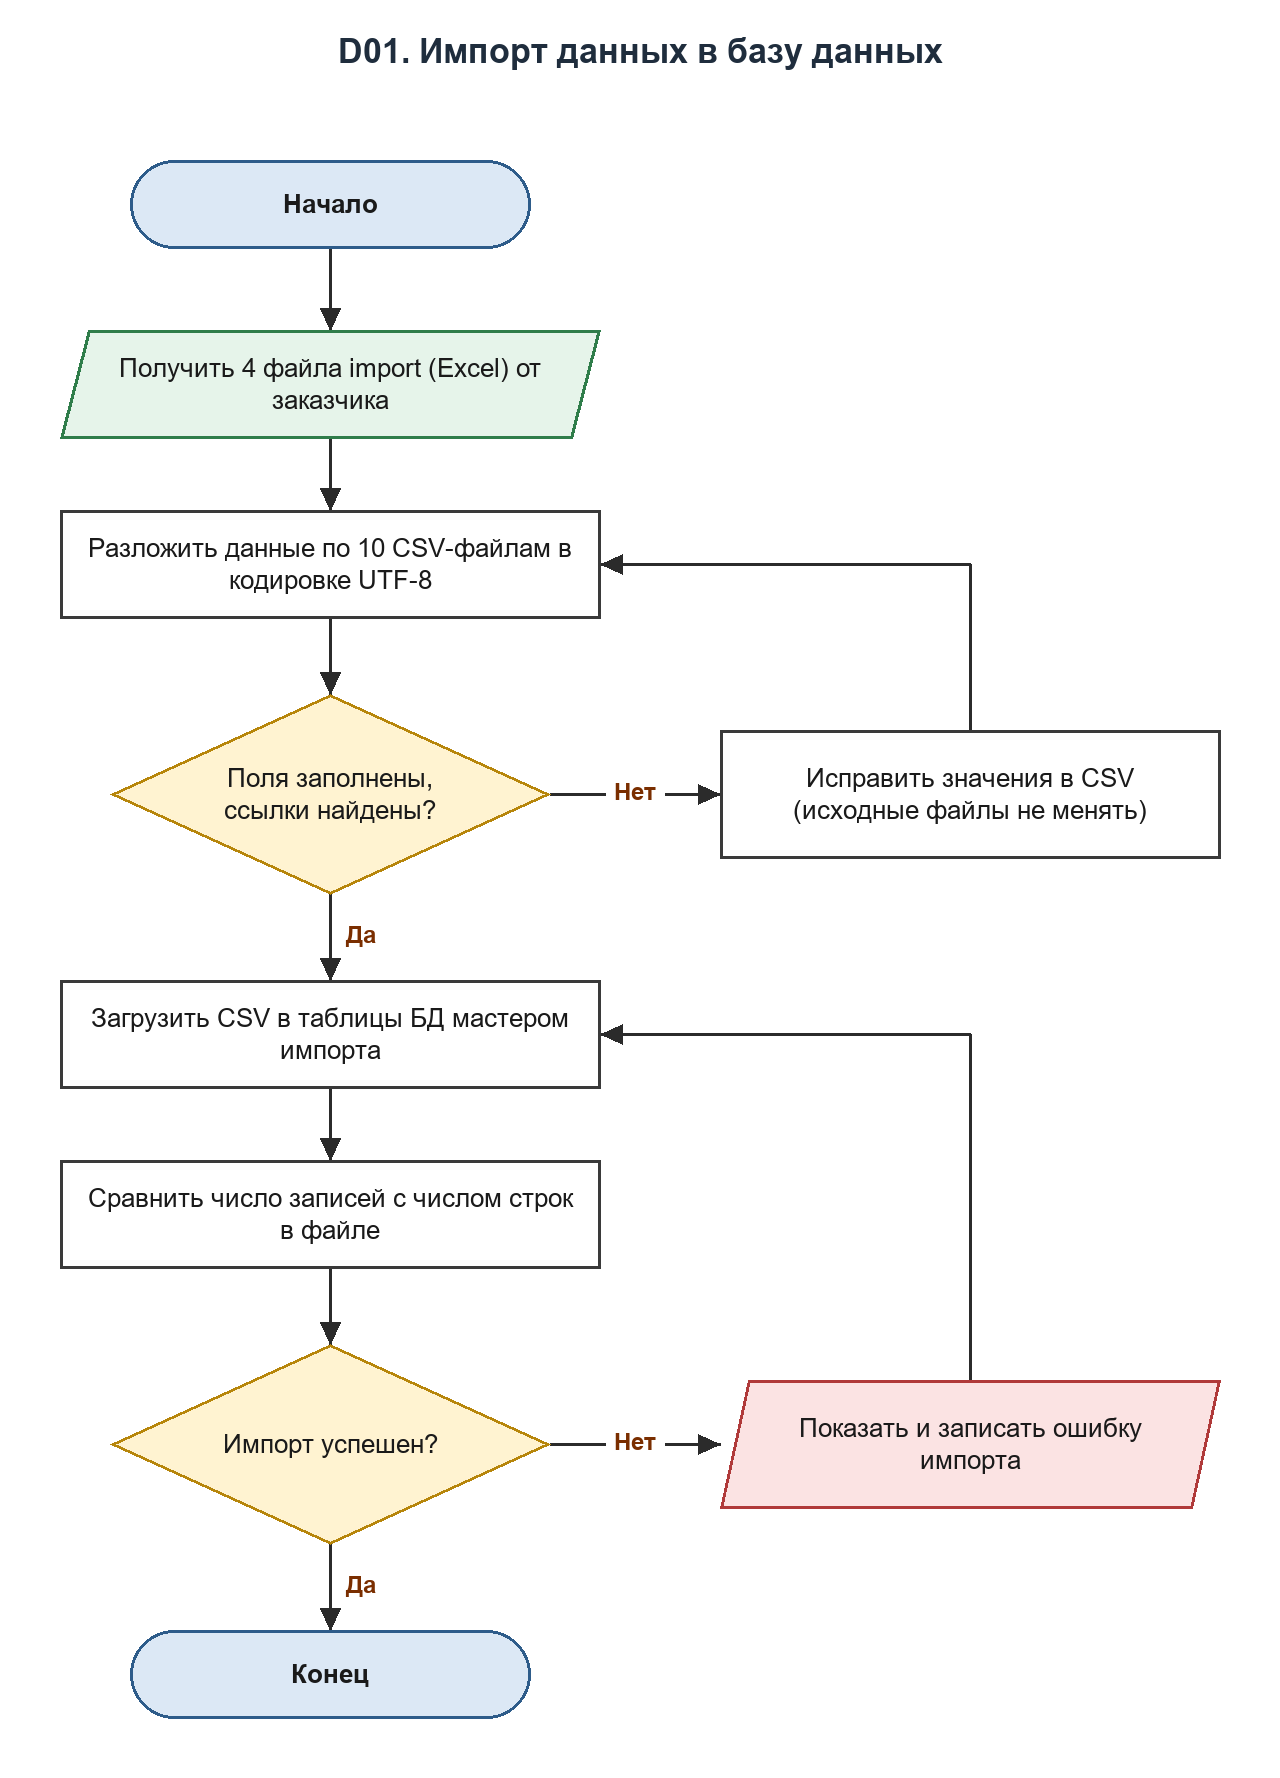 D01. Импорт данных в базу данных
Начало
Получить 4 файла import (Excel) от
заказчика
Разложить данные по 10 CSV-файлам в
кодировке UTF-8
Поля заполнены,
ссылки найдены?
Нет
Исправить значения в CSV
(исходные файлы не менять)
Да
Загрузить CSV в таблицы БД мастером
импорта
Сравнить число записей с числом строк
в файле
Импорт успешен?
Нет
Показать и записать ошибку
импорта
Да
Конец